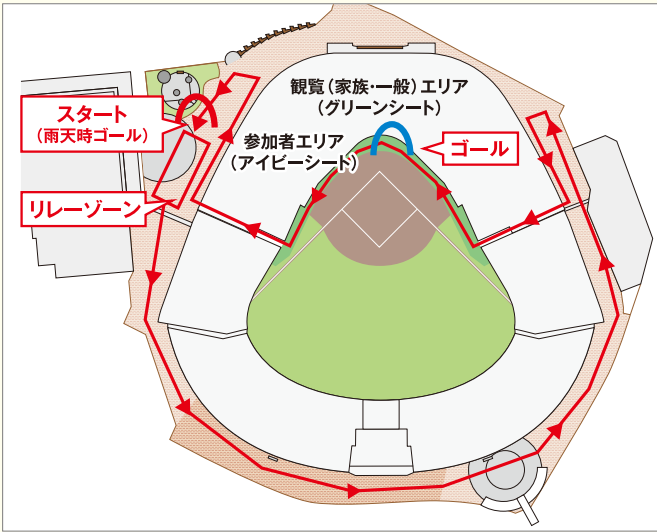 観覧（家族・一般）エリア
（グリーンシート）
スタート
（雨天時ゴール）
参加者エリア
（アイビーシート）
ゴール
リレーゾーン